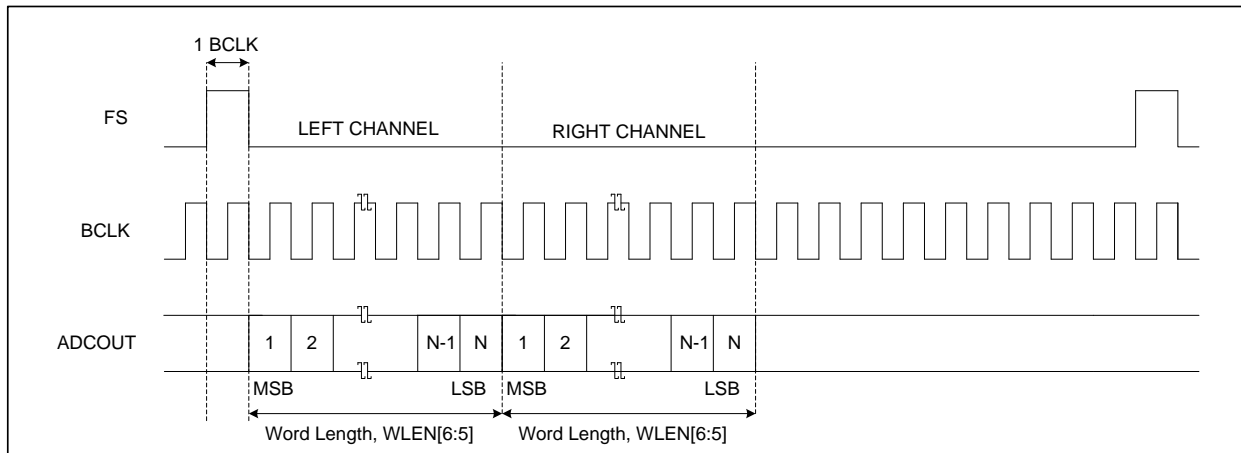 1 BCLK
FS
LEFT CHANNEL
RIGHT CHANNEL
BCLK
ADCOUT
1 2 N-1 N 1 2 N-1 N
MSB LSB MSB LSB
Word Length, WLEN[6:5] Word Length, WLEN[6:5]